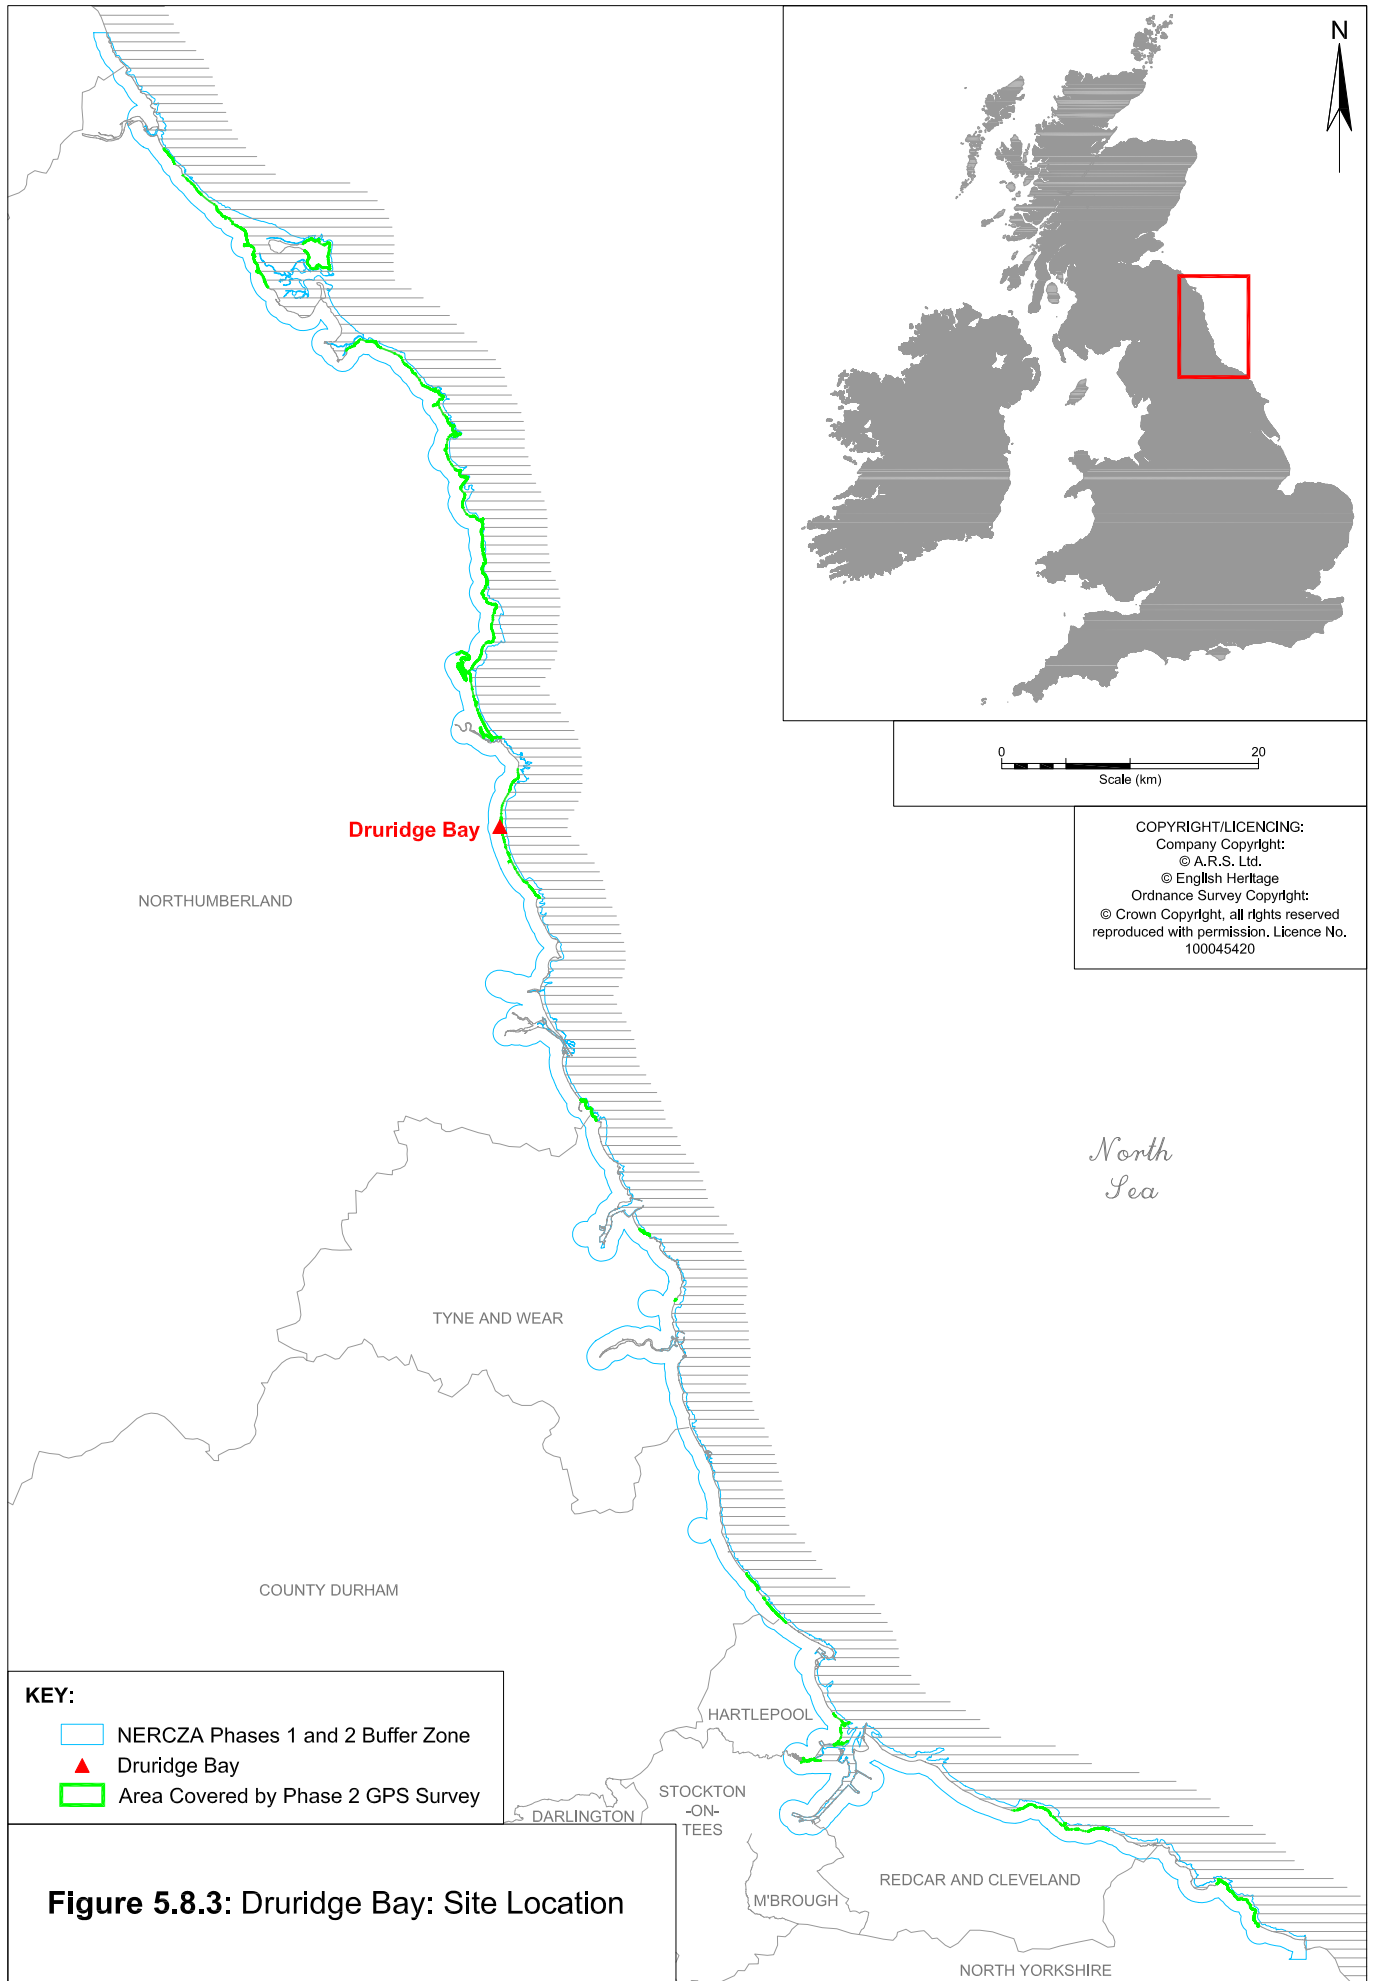 N
0 20
Scale (km)
COPYRIGHT/LICENCING:
Company Copyright:
© A.R.S. Ltd.
© English Heritage
Ordnance Survey Copyright:
© Crown Copyright, all rights reserved
reproduced with permission. Licence No.
100045420
Druridge Bay
NORTHUMBERLAND
North
Sea
TYNE AND WEAR
COUNTY DURHAM
HARTLEPOOL
STOCKTON
-ON-
TEES
DARLINGTON
REDCAR AND CLEVELAND
M'BROUGH
NORTH YORKSHIRE
KEY:
NERCZA Phases 1 and 2 Buffer Zone
Druridge Bay
Area Covered by Phase 2 GPS Survey
Figure 5.8.3: Druridge Bay: Site Location